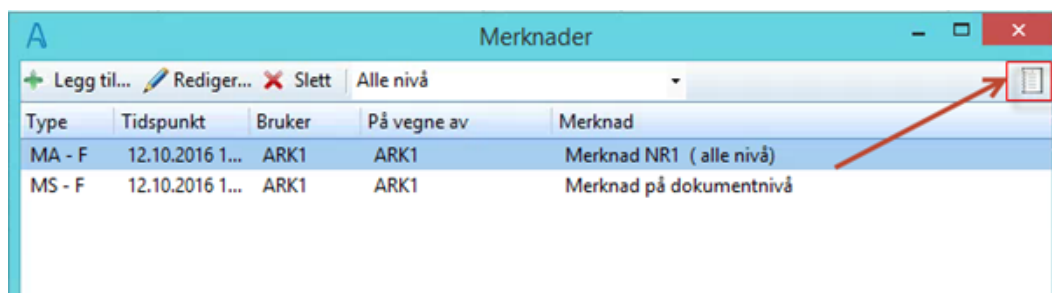 A Merknader
Legg til... Rediger... Slett Alle nivå
Type Tidspunkt Bruker På vegne av Merknad
MA - F 12.10.2016 1... ARK1 ARK1 Merknad NR1 ( alle nivå)
MS - F 12.10.2016 1... ARK1 ARK1 Merknad på dokumentnivå